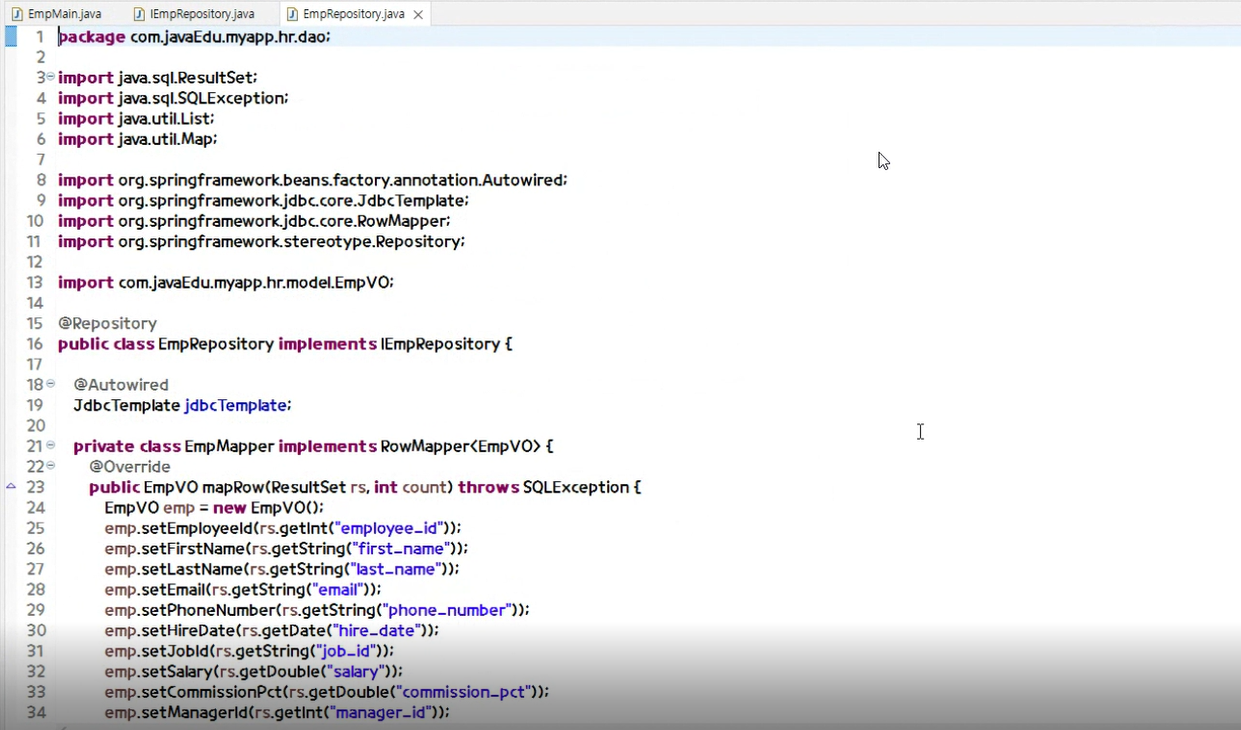 EmpMain.java IEmpRepository.java EmpRepository.java
1 package com.javaEdu.myapp.hr.dao;
2
3 import java.sql.ResultSet;
4 import java.sql.SQLException;
5 import java.util.List;
6 import java.util.Map;
7
8 import org.springframework.beans.factory.annotation.Autowired;
9 import org.springframework.jdbc.core.JdbcTemplate;
10 import org.springframework.jdbc.core.RowMapper;
11 import org.springframework.stereotype.Repository;
12
13 import com.javaEdu.myapp.hr.model.EmpVO;
14
15 @Repository
16 public class EmpRepository implements IEmpRepository {
17
18 @Autowired
19 JdbcTemplate jdbcTemplate;
20
21 private class EmpMapper implements RowMapper<EmpVO> {
22 @Override
23 public EmpVO mapRow(ResultSet rs, int count) throws SQLException {
24 EmpVO emp = new EmpVO();
25 emp.setEmployeeId(rs.getInt("employee_id"));
26 emp.setFirstName(rs.getString("first_name"));
27 emp.setLastName(rs.getString("last_name"));
28 emp.setEmail(rs.getString("email"));
29 emp.setPhoneNumber(rs.getString("phone_number"));
30 emp.setHireDate(rs.getDate("hire_date"));
31 emp.setJobId(rs.getString("job_id"));
32 emp.setSalary(rs.getDouble("salary"));
33 emp.setCommissionPct(rs.getDouble("commission_pct"));
34 emp.setManagerId(rs.getInt("manager_id"));